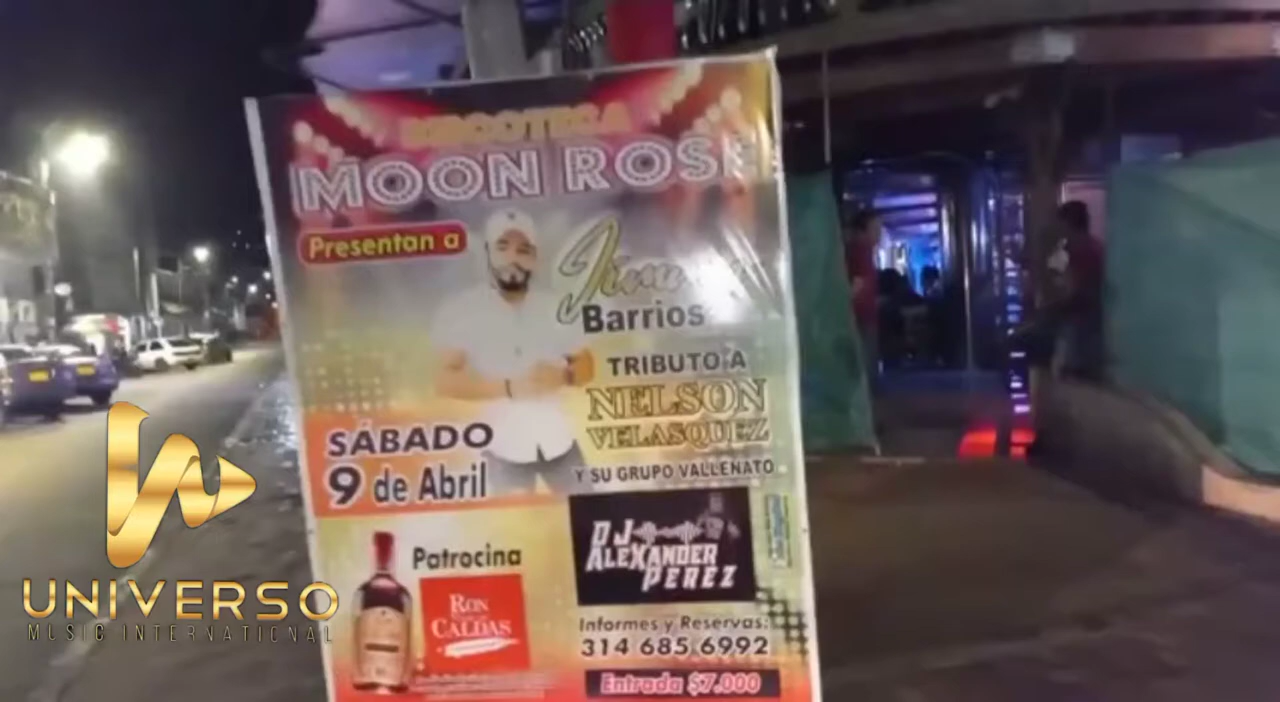 DISCOTECA
MOON ROSE
Presentan a
Barrios
TRIBUTO A
NELSON
VELASQUEZ
Y SU GRUPO VALLENATO
SÁBADO
9 de Abril
Patrocina
RON
CALDAS
DJ
ALEXANDER
PEREZ
Informes y Reservas:
314 685 6992
Entrada $7.000
UNIVERSO
MUSIC INTERNATIONAL